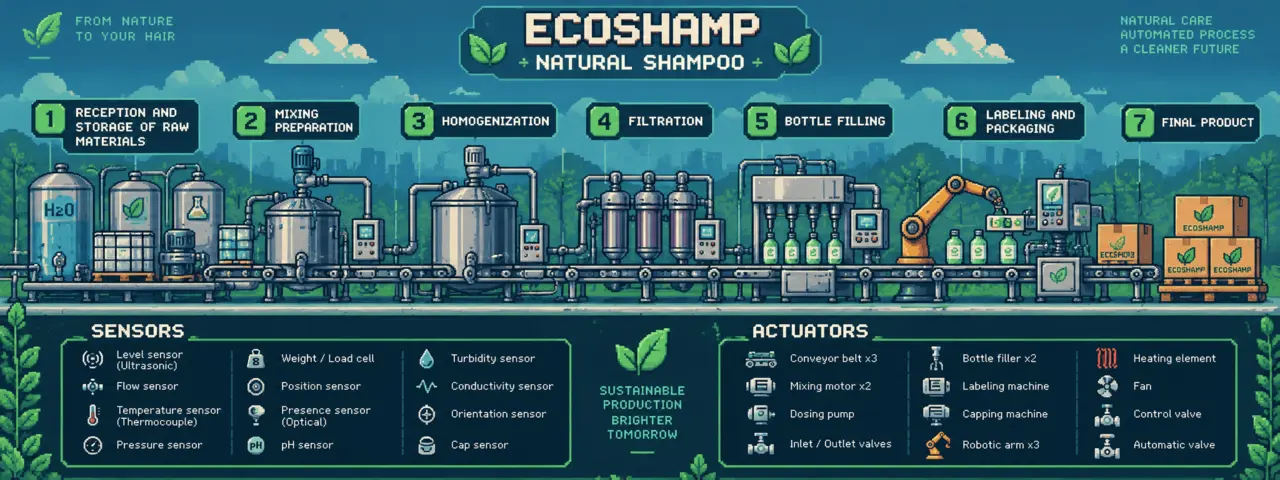 FROM NATURE
TO YOUR HAIR
ECOSHAMP
NATURAL SHAMPOO
NATURAL CARE
AUTOMATED PROCESS
A CLEANER FUTURE
1
RECEPTION AND
STORAGE OF RAW
MATERIALS
2
MIXING
PREPARATION
3
HOMOGENIZATION
4
FILTRATION
5
BOTTLE FILLING
6
LABELING AND
PACKAGING
7
FINAL PRODUCT
H2O
ECOSHAMP
ECOSHAMP
ECOSHAMP
SENSORS
Level sensor
(Ultrasonic)
Flow sensor
Temperature sensor
(Thermocouple)
Pressure sensor
8
Weight / Load cell
Position sensor
Presence sensor
(Optical)
pH
pH sensor
Turbidity sensor
Conductivity sensor
Orientation sensor
Cap sensor
SUSTAINABLE
PRODUCTION
BRIGHTER
TOMORROW
ACTUATORS
Conveyor belt x3
Mixing motor x2
Dosing pump
Inlet / Outlet valves
Bottle filler x2
Labeling machine
Capping machine
Robotic arm x3
Heating element
Fan
Control valve
Automatic valve